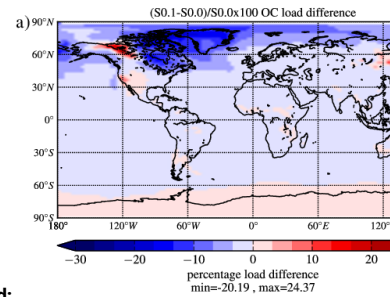 (S0.1-S0.0)/S0.0x100 OC load difference
a)
90°N
60°N
30°N
0°
30°S
60°S
90°S
180° 120°W 60°W 0° 60°E 120°
−30 −20 −10 0 10 20
percentage load difference
min=-20.19 , max=24.37
d: